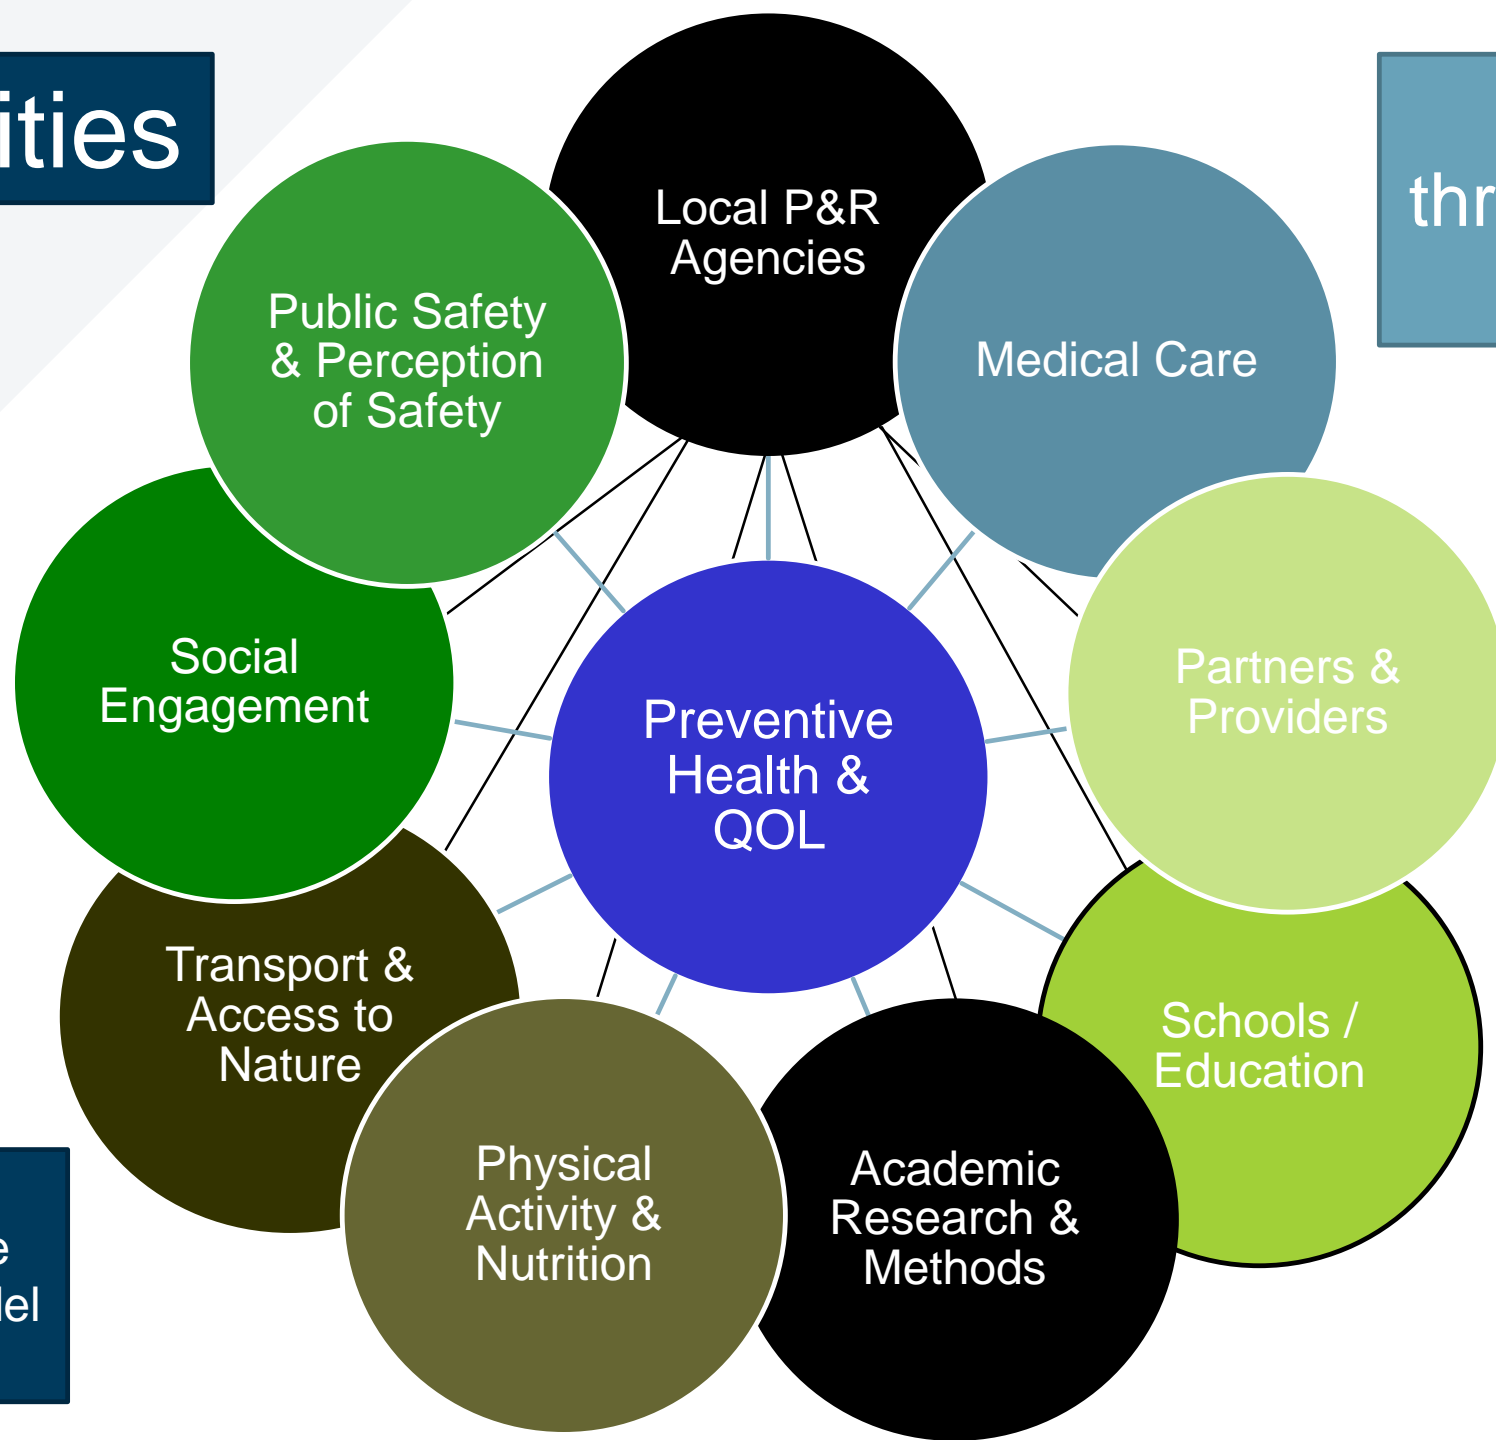 ities
thr
Local P&R
Agencies
Public Safety
& Perception
of Safety
Medical Care
Social
Engagement
Preventive
Health &
QOL
Partners &
Providers
Transport &
Access to
Nature
Schools /
Education
Physical
Activity &
Nutrition
Academic
Research &
Methods
e
del